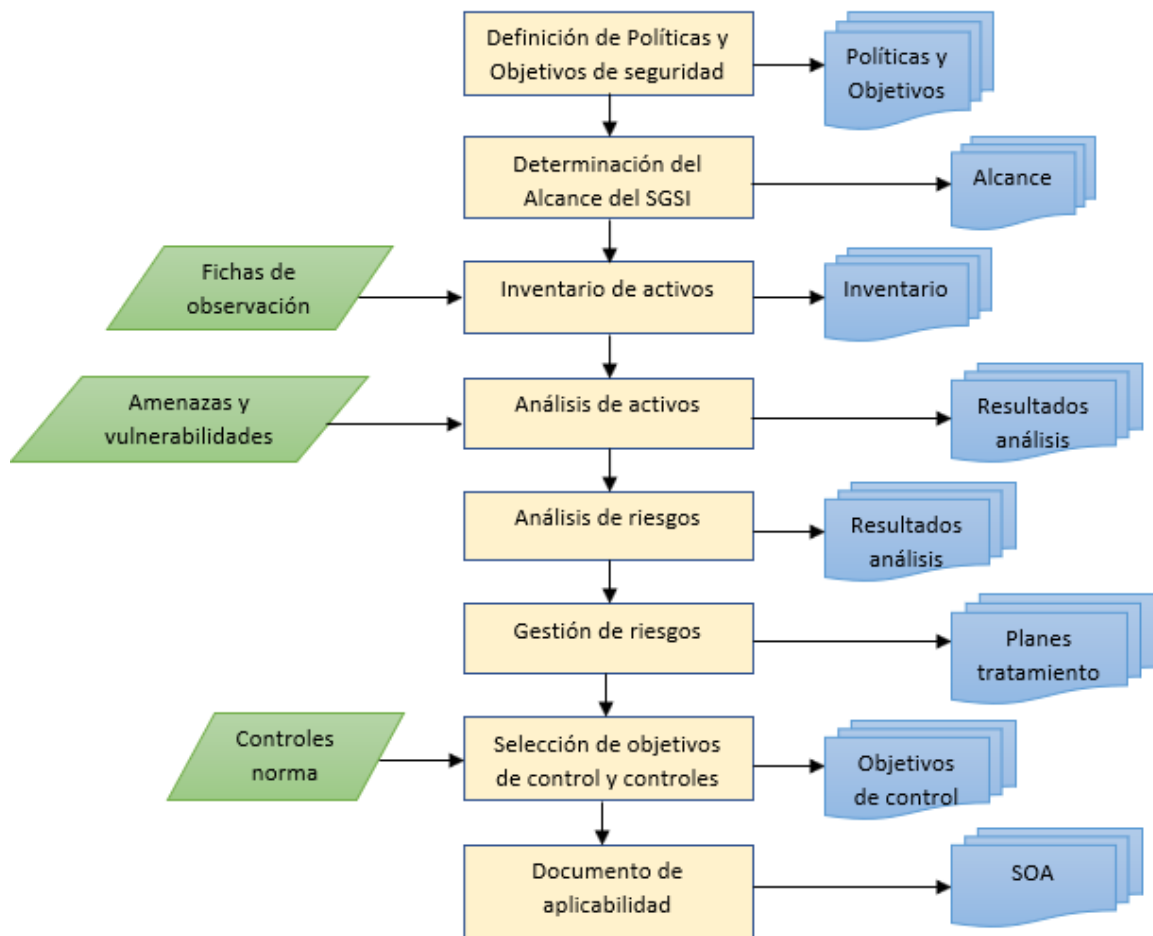 Definición de Políticas y
Objetivos de seguridad
Políticas y
Objetivos
Determinación del
Alcance del SGSI
Alcance
Fichas de
observación
Inventario de activos
Inventario
Amenazas y
vulnerabilidades
Análisis de activos
Resultados
análisis
Análisis de riesgos
Resultados
análisis
Gestión de riesgos
Planes
tratamiento
Controles
norma
Selección de objetivos
de control y controles
Objetivos
de control
Documento de
aplicabilidad
SOA